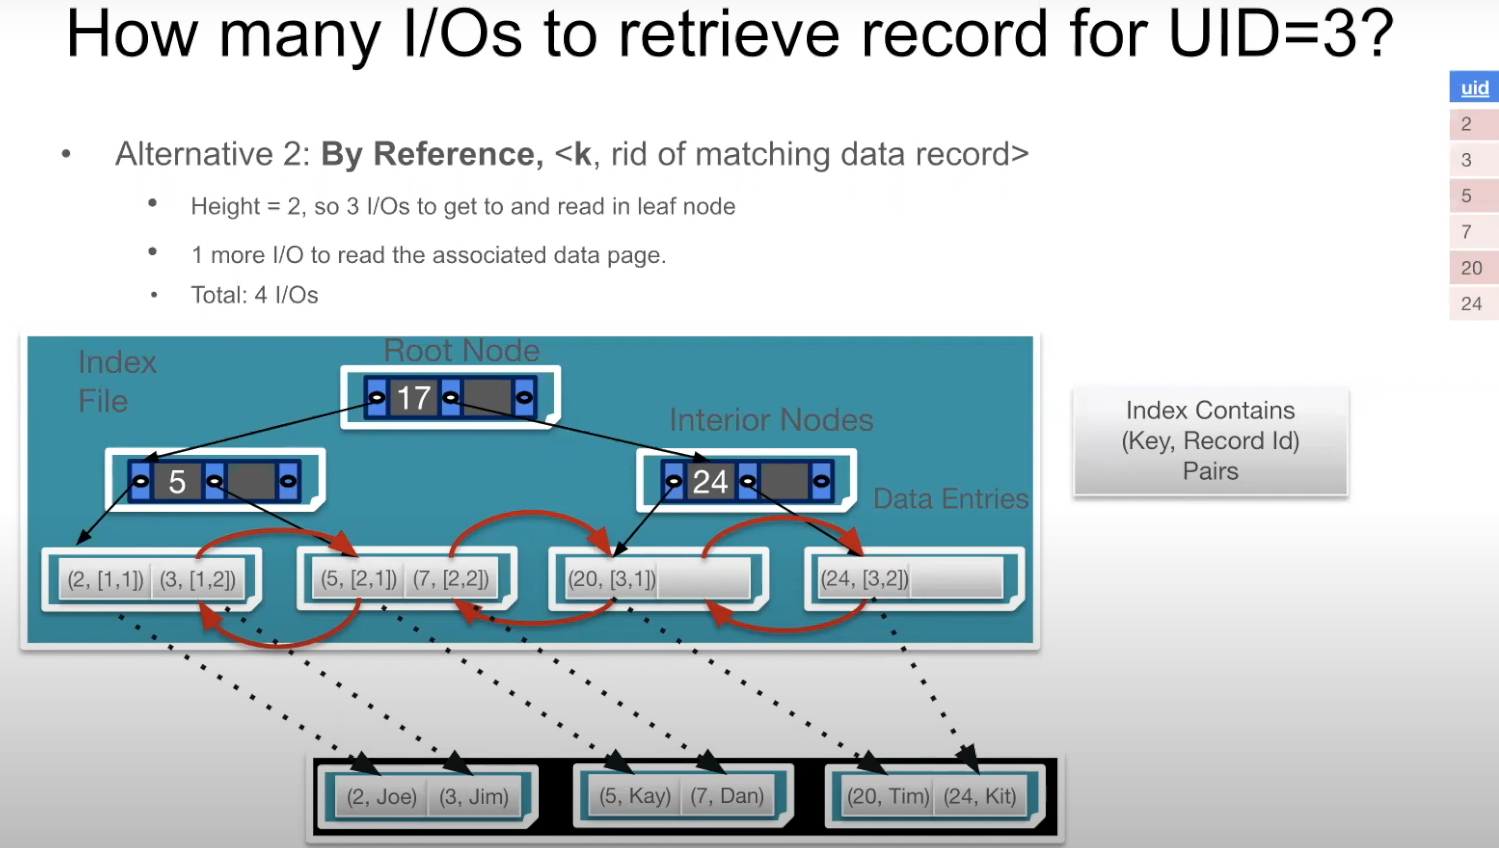 How many I/Os to retrieve record for UID=3?
• Alternative 2: By Reference, <k, rid of matching data record>
• Height = 2, so 3 I/Os to get to and read in leaf node
• 1 more I/O to read the associated data page.
• Total: 4 I/Os
uid
2
3
5
7
20
24
Index
File
Root Node
17
Interior Nodes
5
24
Data Entries
(2, [1,1]) (3, [1,2])
(5, [2,1]) (7, [2,2])
(20, [3,1])
(24, [3,2])
Index Contains
(Key, Record Id)
Pairs
(2, Joe) (3, Jim)
(5, Kay) (7, Dan)
(20, Tim) (24, Kit)